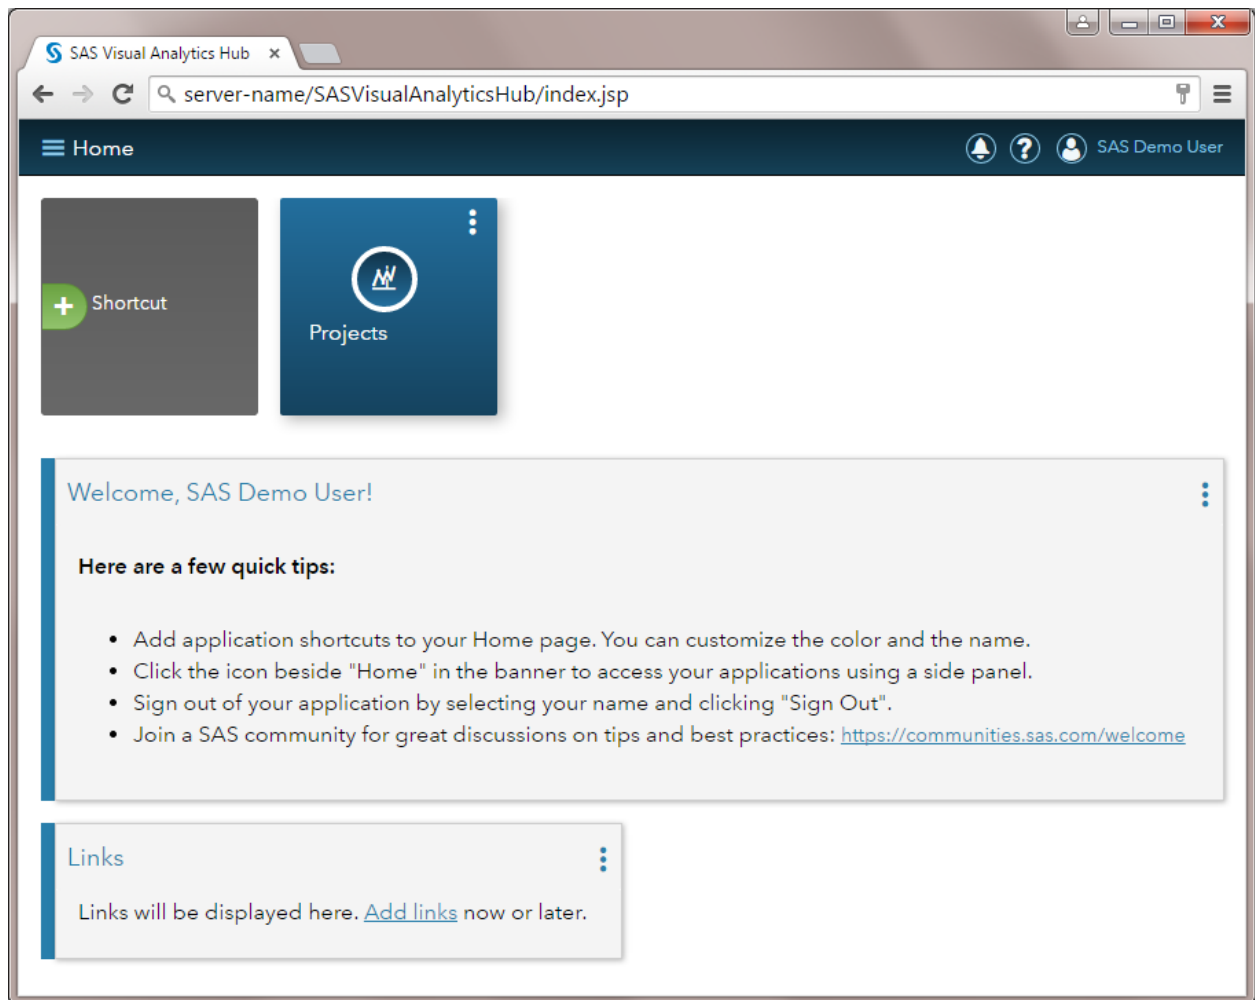 SAS Visual Analytics Hub
server-name/SASVisualAnalyticsHub/index.jsp
Home
SAS Demo User
Shortcut
Projects
Welcome, SAS Demo User!
Here are a few quick tips:
• Add application shortcuts to your Home page. You can customize the color and the name.
• Click the icon beside "Home" in the banner to access your applications using a side panel.
• Sign out of your application by selecting your name and clicking "Sign Out".
• Join a SAS community for great discussions on tips and best practices: https://communities.sas.com/welcome
Links
Links will be displayed here. Add links now or later.